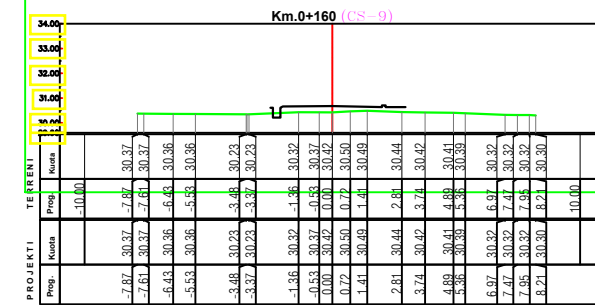 Km.0+160 (CS-9)
34.00
33.00
32.00
31.00
30.00
TERRENI
Kuota 30.37 30.37 30.36 30.36 30.23 30.23 30.32 30.37 30.42 30.50 30.49 30.44 30.42 30.41 30.39 30.32 30.32 30.32 30.30
Prog. -10.00 -7.87 -7.61 -6.43 -5.53 -3.48 -3.37 -1.36 -0.53 0.00 0.72 1.41 2.81 3.74 4.89 5.36 6.97 7.47 7.95 8.21 10.00
PROJEKTI
Kuota 30.37 30.37 30.36 30.36 30.23 30.23 30.32 30.37 30.42 30.50 30.49 30.44 30.42 30.41 30.39 30.32 30.32 30.32 30.30
Prog. -7.87 -7.61 -6.43 -5.53 -3.48 -3.37 -1.36 -0.53 0.00 0.72 1.41 2.81 3.74 4.89 5.36 6.97 7.47 7.95 8.21